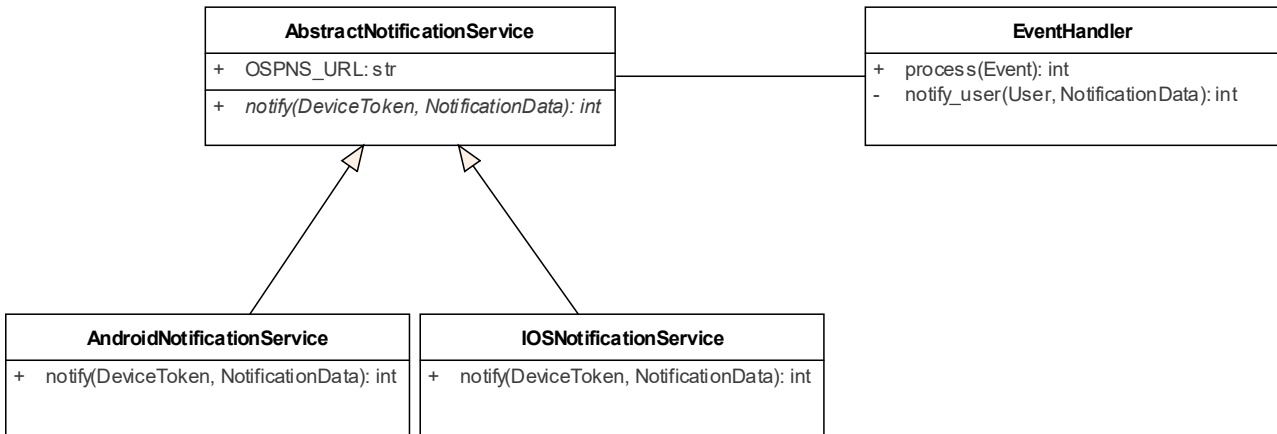 AbstractNotificationService
+ OSPNS_URL: str
+ notify(DeviceToken, NotificationData): int
EventHandler
+ process(Event): int
- notify_user(User, NotificationData): int
AndroidNotificationService
+ notify(DeviceToken, NotificationData): int
IOSNotificationService
+ notify(DeviceToken, NotificationData): int